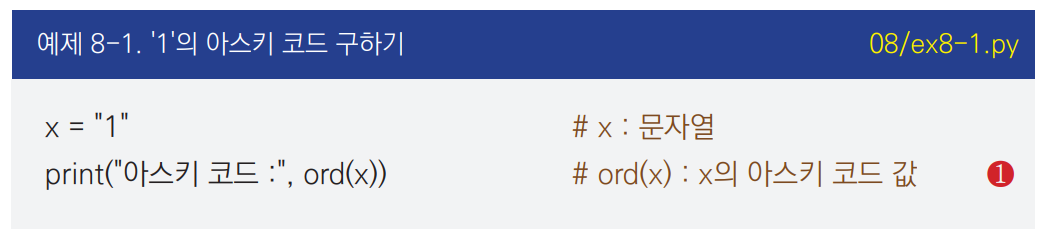 예제 8-1. '1'의 아스키 코드 구하기 08/ex8-1.py
x = "1" # x : 문자열
print("아스키 코드 :", ord(x)) # ord(x) : x의 아스키 코드 값 ❶